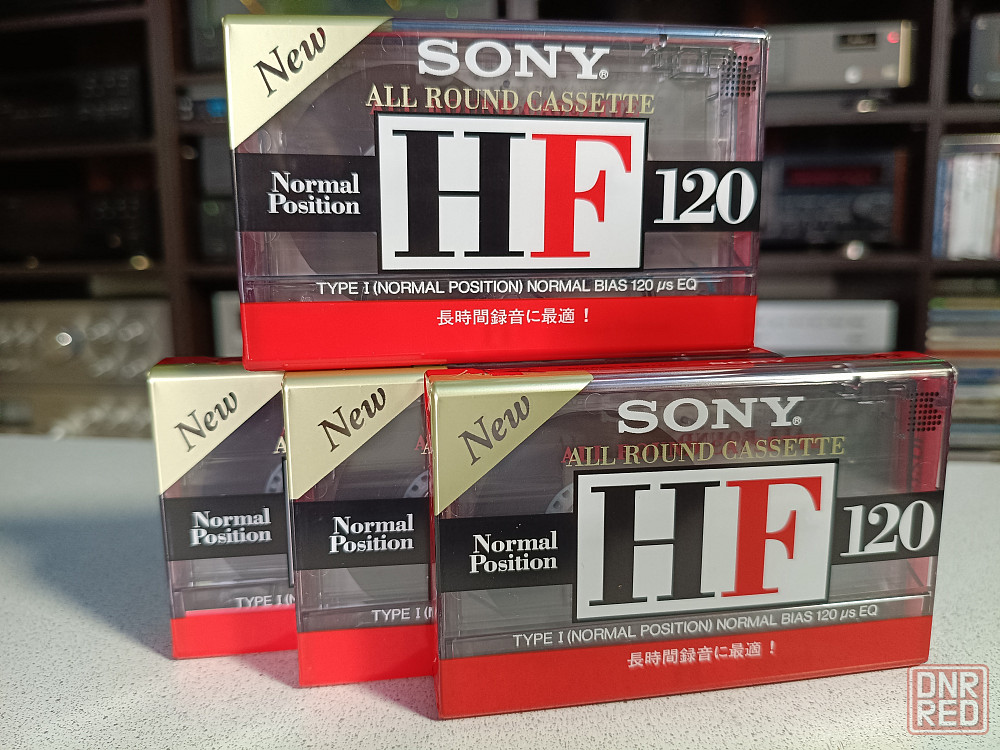 New
SONY®
ALL ROUND CASSETTE
Normal
Position
HF
120
TYPE I (NORMAL POSITION) NORMAL BIAS 120 µs EQ
長時間録音に最適!
New
Normal
Position
TYPE I (N
New
Normal
Position
TYPE I (N
New
SONY®
ALL ROUND CASSETTE
Normal
Position
HF
120
TYPE I (NORMAL POSITION) NORMAL BIAS 120 µs EQ
長時間録音に最適!
DNR
RED